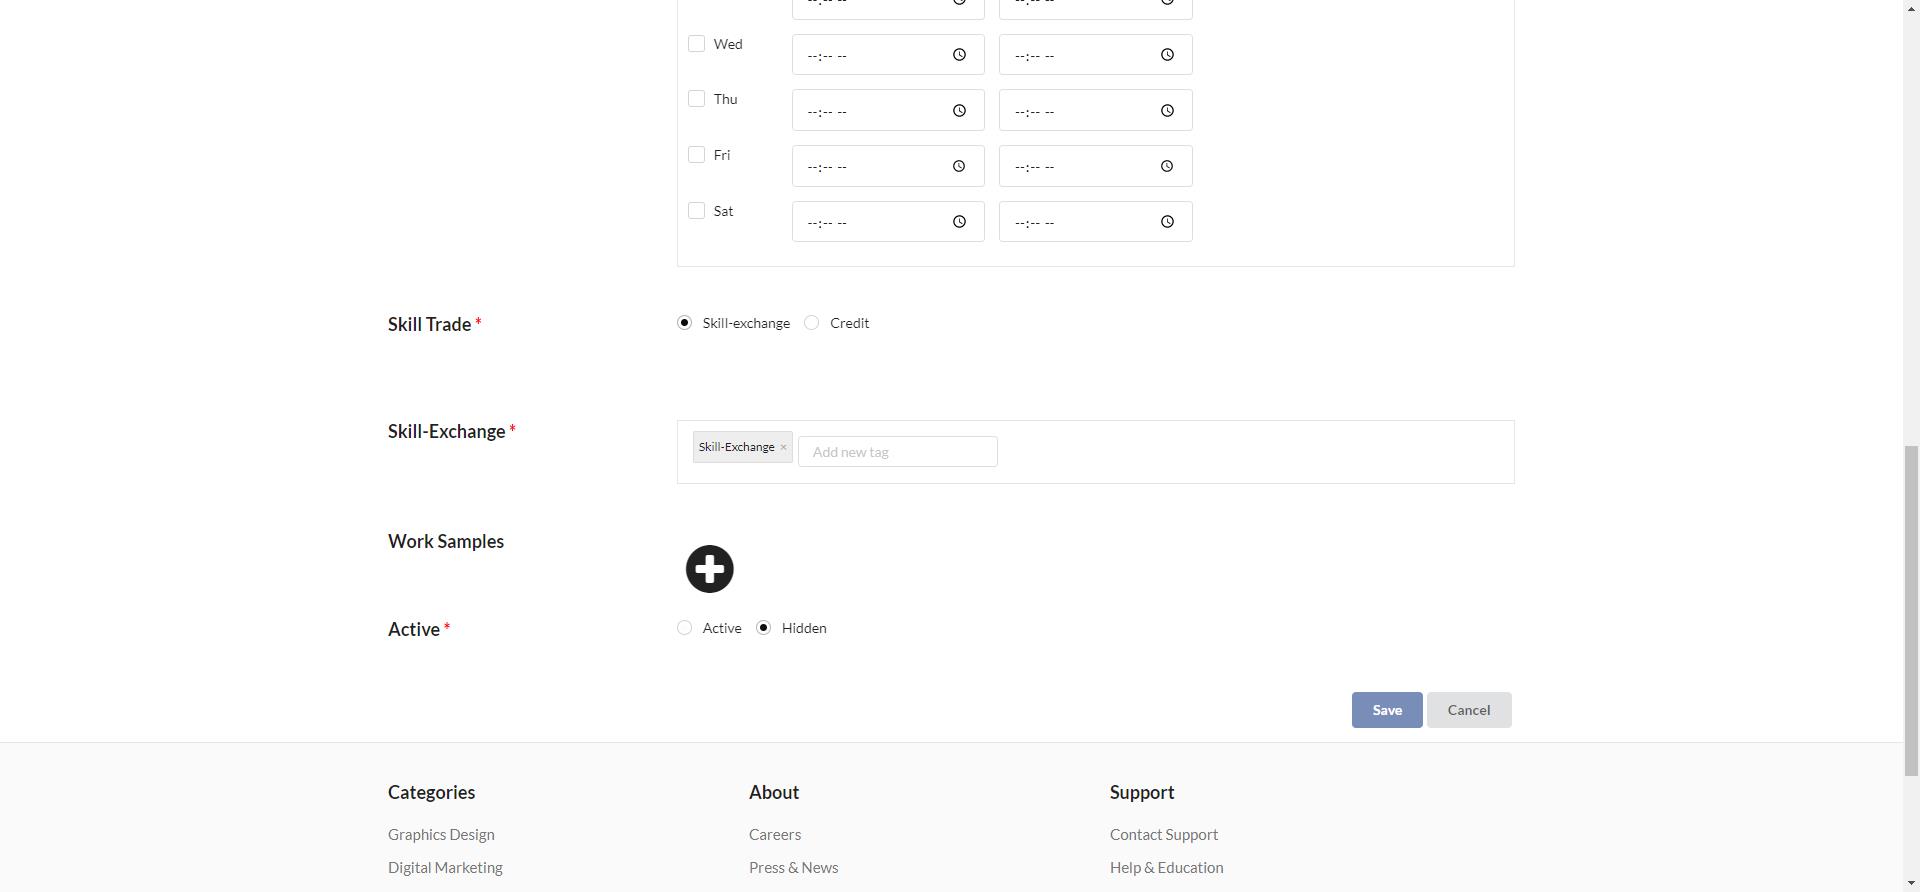 --:-- -- --:-- --
Wed --:-- -- --:-- --
Thu --:-- -- --:-- --
Fri --:-- -- --:-- --
Sat --:-- -- --:-- --
Skill Trade * Skill-exchange Credit
Skill-Exchange * Skill-Exchange × Add new tag
Work Samples
Active * Active Hidden
Save Cancel
Categories About Support
Graphics Design Careers Contact Support
Digital Marketing Press & News Help & Education